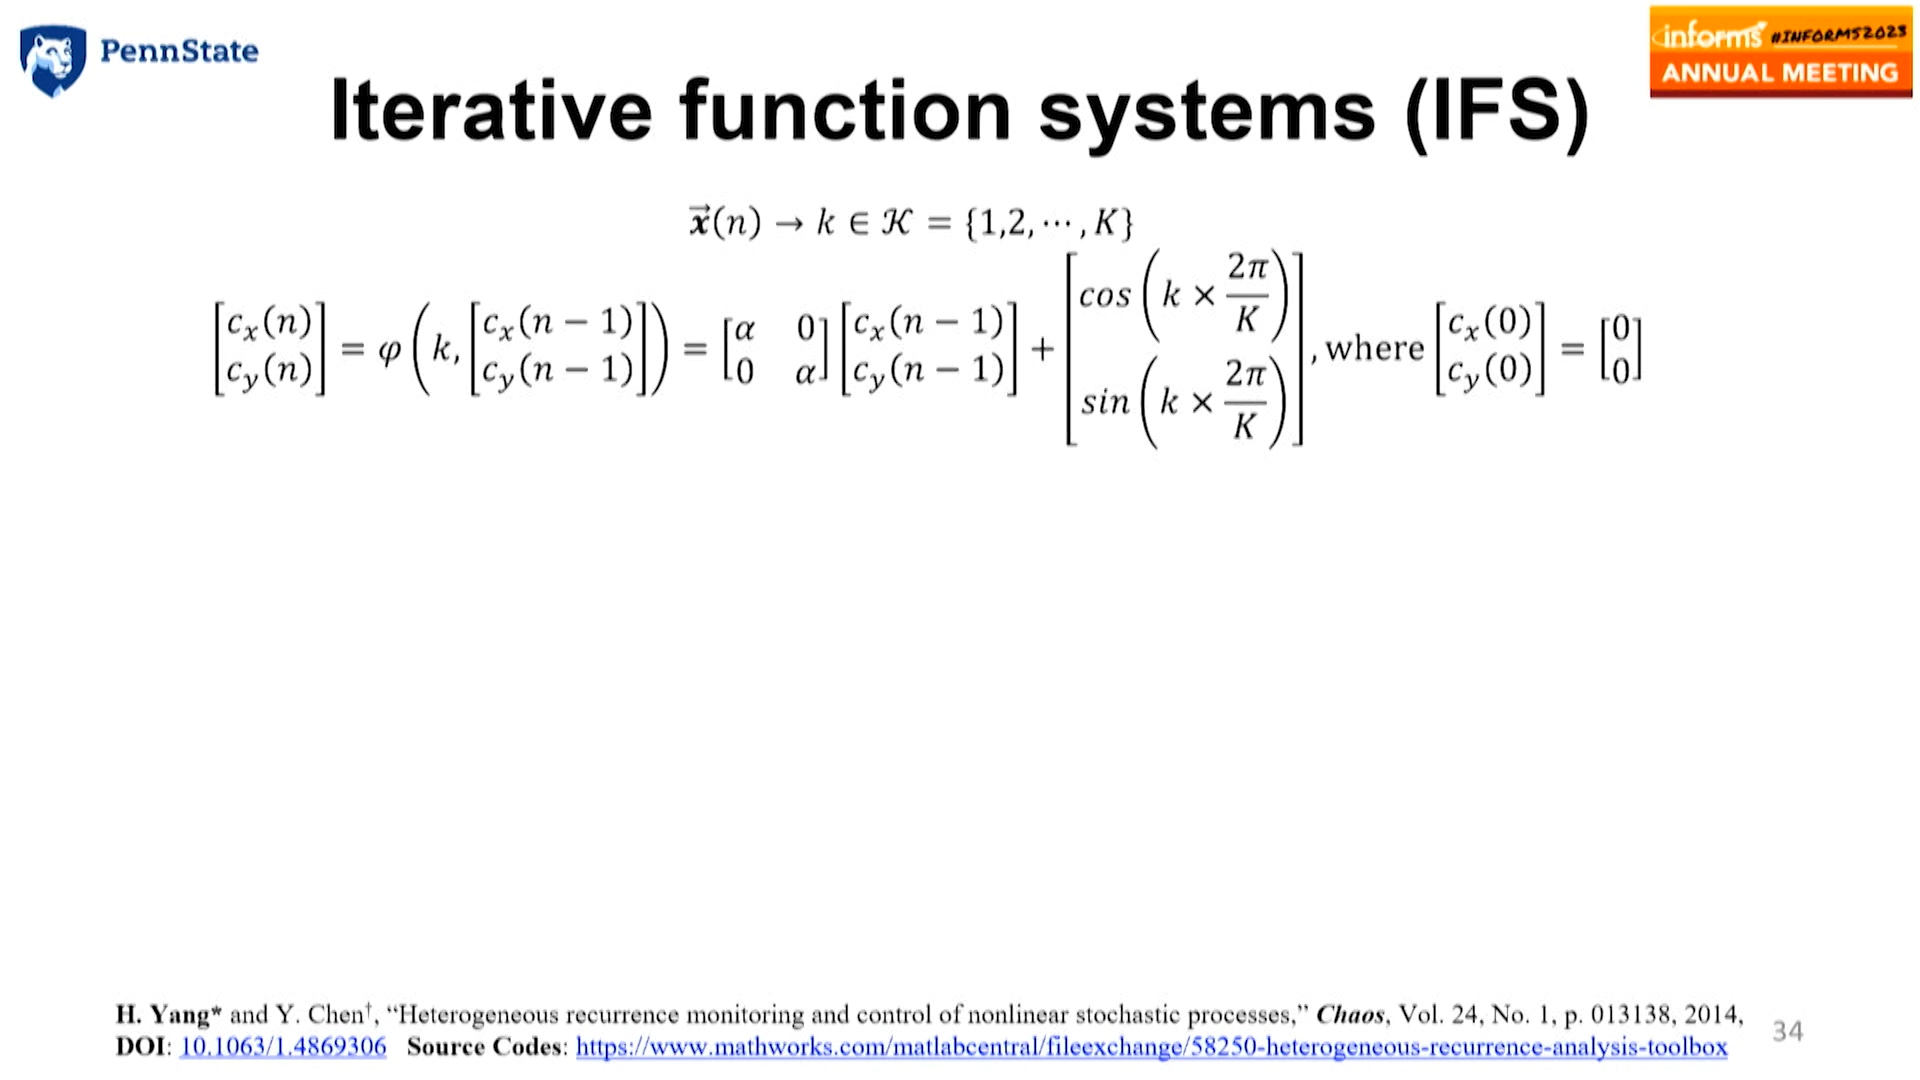 PennState
informs #INFORMS2023
ANNUAL MEETING
Iterative function systems (IFS)
x⃗(n) → k ∈ 𝒦 = {1,2,⋯,K}
[c_x(n) c_y(n)] = φ(k, [c_x(n − 1) c_y(n − 1)]) = [α 0 0 α] [c_x(n − 1) c_y(n − 1)] + [cos(k × 2π/K) sin(k × 2π/K)], where [c_x(0) c_y(0)] = [0 0]
H. Yang* and Y. Chen†, “Heterogeneous recurrence monitoring and control of nonlinear stochastic processes,” Chaos, Vol. 24, No. 1, p. 013138, 2014,
DOI: 10.1063/1.4869306 Source Codes: https://www.mathworks.com/matlabcentral/fileexchange/58250-heterogeneous-recurrence-analysis-toolbox
34